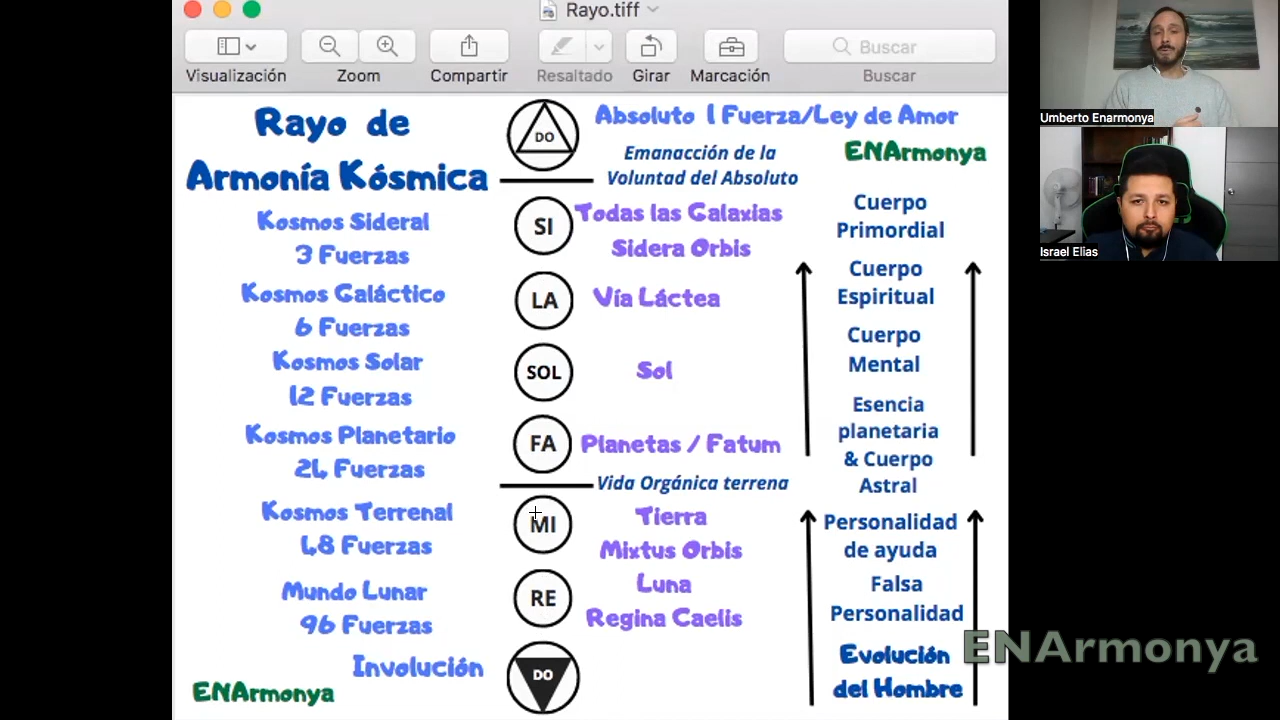 Rayo.tiff
Visualización
Zoom
Compartir
Resaltado
Girar
Marcación
Buscar
Buscar
Umberto Enarmonya
Israel Elias
Rayo de
Armonía Kósmica
Kosmos Sideral
3 Fuerzas
Kosmos Galáctico
6 Fuerzas
Kosmos Solar
12 Fuerzas
Kosmos Planetario
24 Fuerzas
Kosmos Terrenal
48 Fuerzas
Mundo Lunar
96 Fuerzas
Involución
ENArmonya
DO
SI
LA
SOL
FA
MI
RE
DO
Absoluto 1 Fuerza/Ley de Amor
Emanacción de la
Voluntad del Absoluto
Todas las Galaxias
Sidera Orbis
Vía Láctea
Sol
Planetas / Fatum
Vida Orgánica terrena
Tierra
Mixtus Orbis
Luna
Regina Caelis
ENArmonya
Cuerpo
Primordial
Cuerpo
Espiritual
Cuerpo
Mental
Esencia
planetaria
& Cuerpo
Astral
Personalidad
de ayuda
Falsa
Personalidad
Evolución
del Hombre
ENArmonya